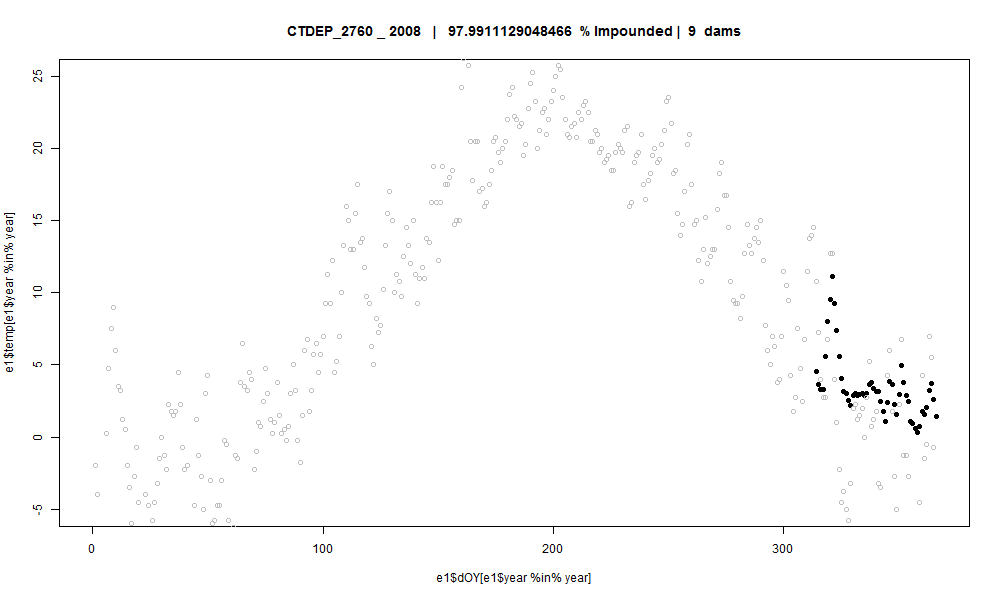 CTDEP_2760 _ 2008 | 97.9911129048466 % Impounded | 9 dams
e1$temp[e1$year %in% year]
25
20
15
10
5
0
-5
0 100 200 300
e1$dOY[e1$year %in% year]